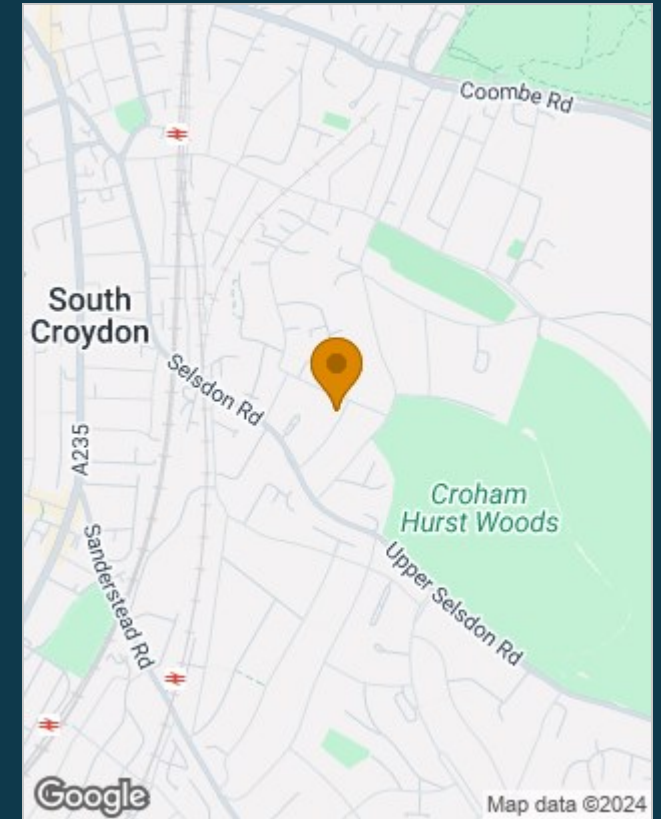 Coombe Rd
South
Croydon
Selsdon Rd
A235
Croham
Hurst Woods
Sanderstead Rd
Upper Selsdon Rd
Google
Map data ©2024